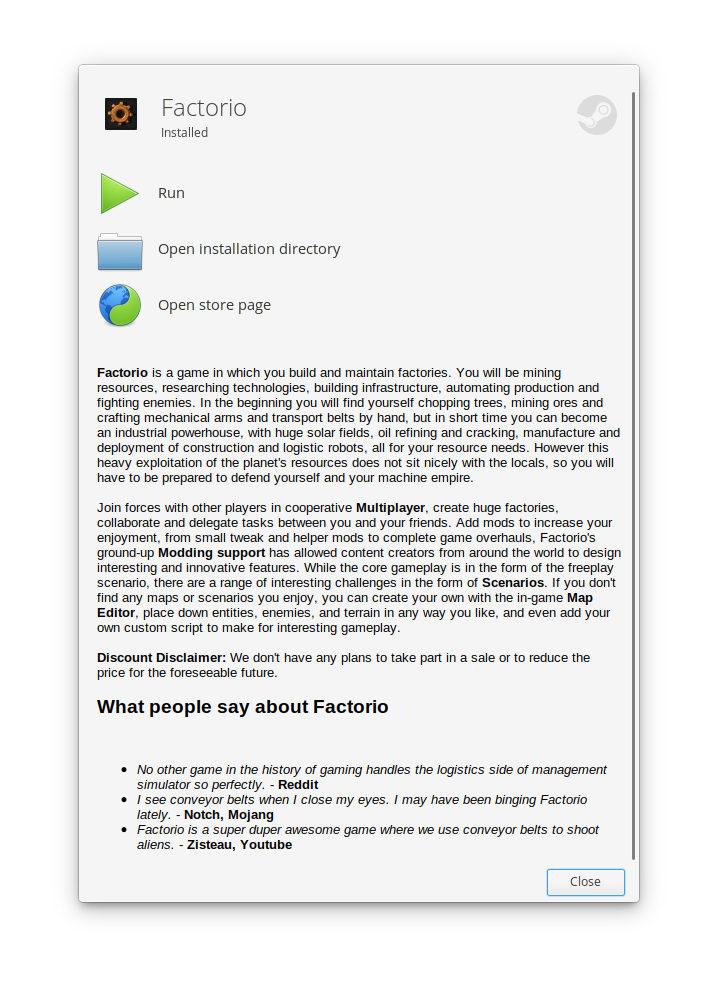 Factorio
Installed
Run
Open installation directory
Open store page
Factorio is a game in which you build and maintain factories. You will be mining
resources, researching technologies, building infrastructure, automating production and
fighting enemies. In the beginning you will find yourself chopping trees, mining ores and
crafting mechanical arms and transport belts by hand, but in short time you can become
an industrial powerhouse, with huge solar fields, oil refining and cracking, manufacture and
deployment of construction and logistic robots, all for your resource needs. However this
heavy exploitation of the planet's resources does not sit nicely with the locals, so you will
have to be prepared to defend yourself and your machine empire.
Join forces with other players in cooperative Multiplayer, create huge factories,
collaborate and delegate tasks between you and your friends. Add mods to increase your
enjoyment, from small tweak and helper mods to complete game overhauls, Factorio's
ground-up Modding support has allowed content creators from around the world to design
interesting and innovative features. While the core gameplay is in the form of the freeplay
scenario, there are a range of interesting challenges in the form of Scenarios. If you don't
find any maps or scenarios you enjoy, you can create your own with the in-game Map
Editor, place down entities, enemies, and terrain in any way you like, and even add your
own custom script to make for interesting gameplay.
Discount Disclaimer: We don't have any plans to take part in a sale or to reduce the
price for the foreseeable future.
What people say about Factorio
• No other game in the history of gaming handles the logistics side of management
simulator so perfectly. - Reddit
• I see conveyor belts when I close my eyes. I may have been binging Factorio
lately. - Notch, Mojang
• Factorio is a super duper awesome game where we use conveyor belts to shoot
aliens. - Zisteau, Youtube
Close